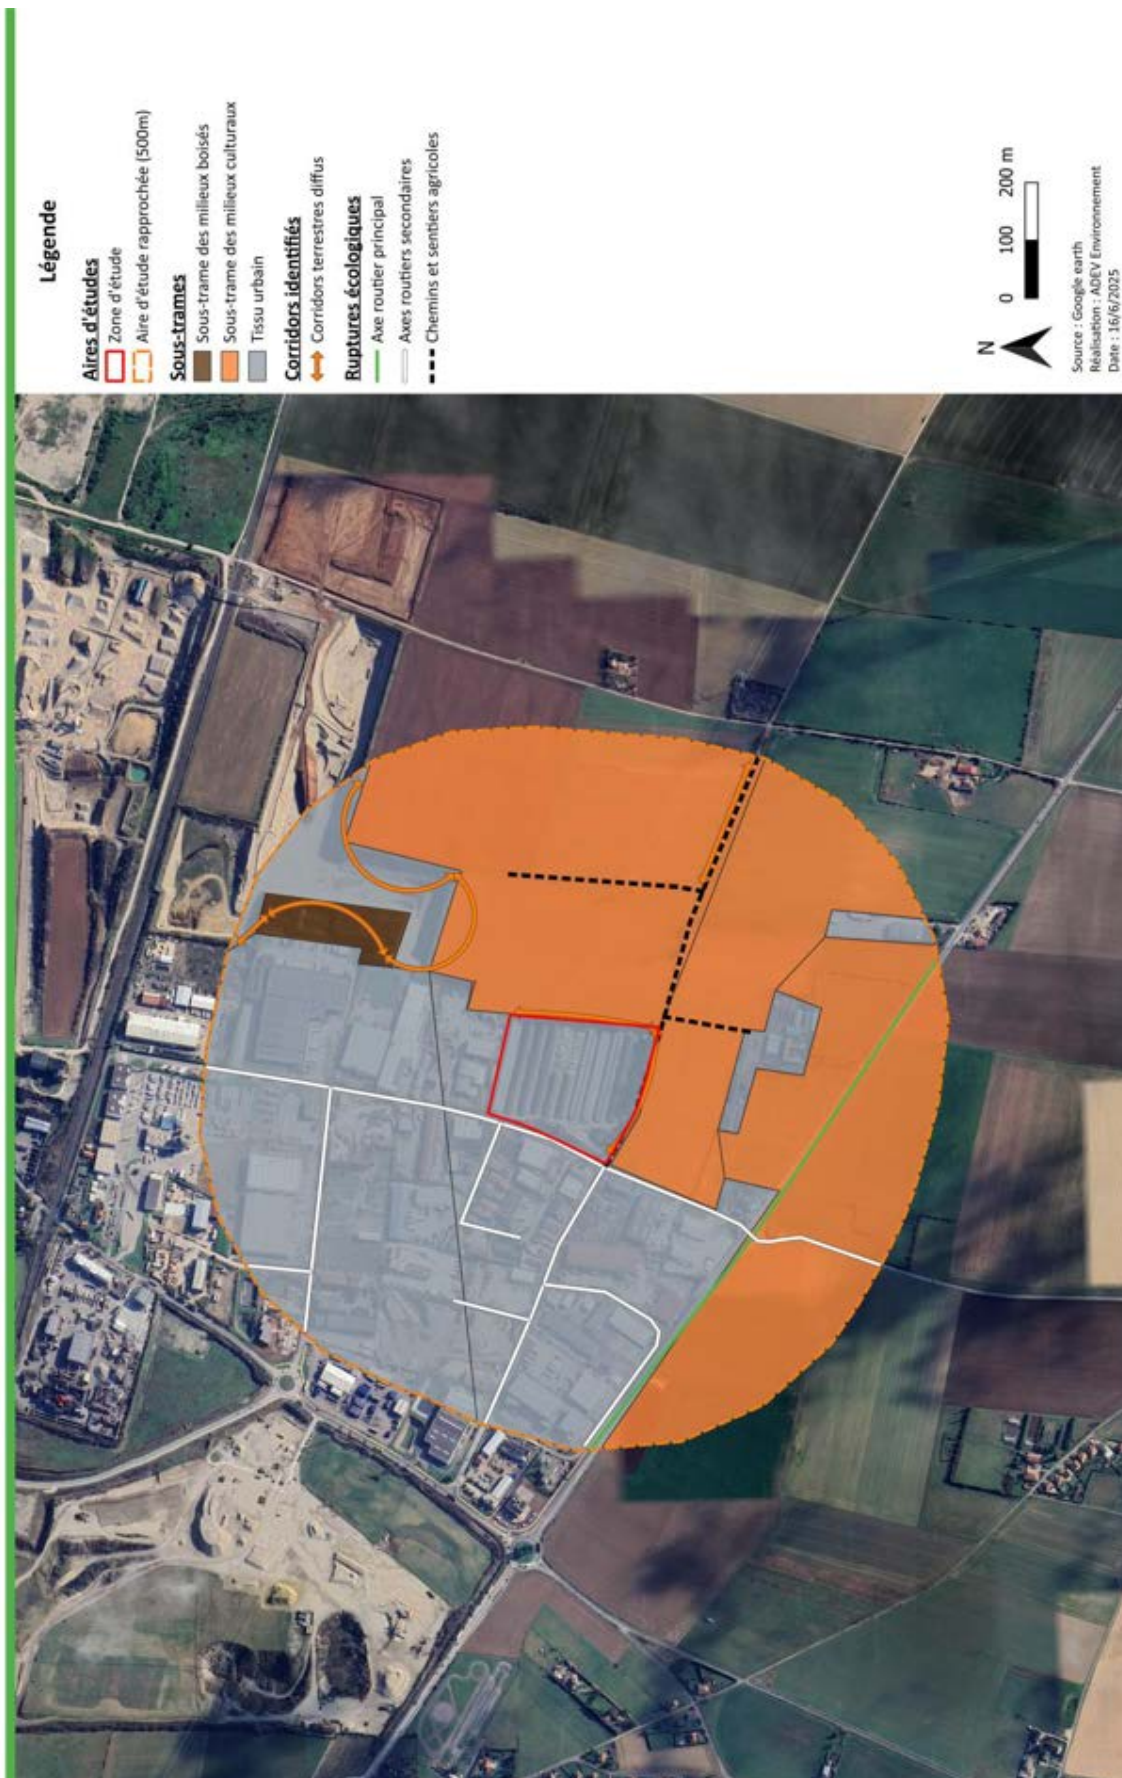 Légende
Aires d'études
Zone d'étude
Aire d'étude rapprochée (500m)
Sous-trames
Sous-trame des milieux boisés
Sous-trame des milieux culturaux
Tissu urbain
Corridors identifiés
Corridors terrestres diffus
Ruptures écologiques
Axe routier principal
Axes routiers secondaires
Chemins et sentiers agricoles
N
0 100 200 m
Source : Google earth
Réalisation : ADEV Environnement
Date : 16/6/2025